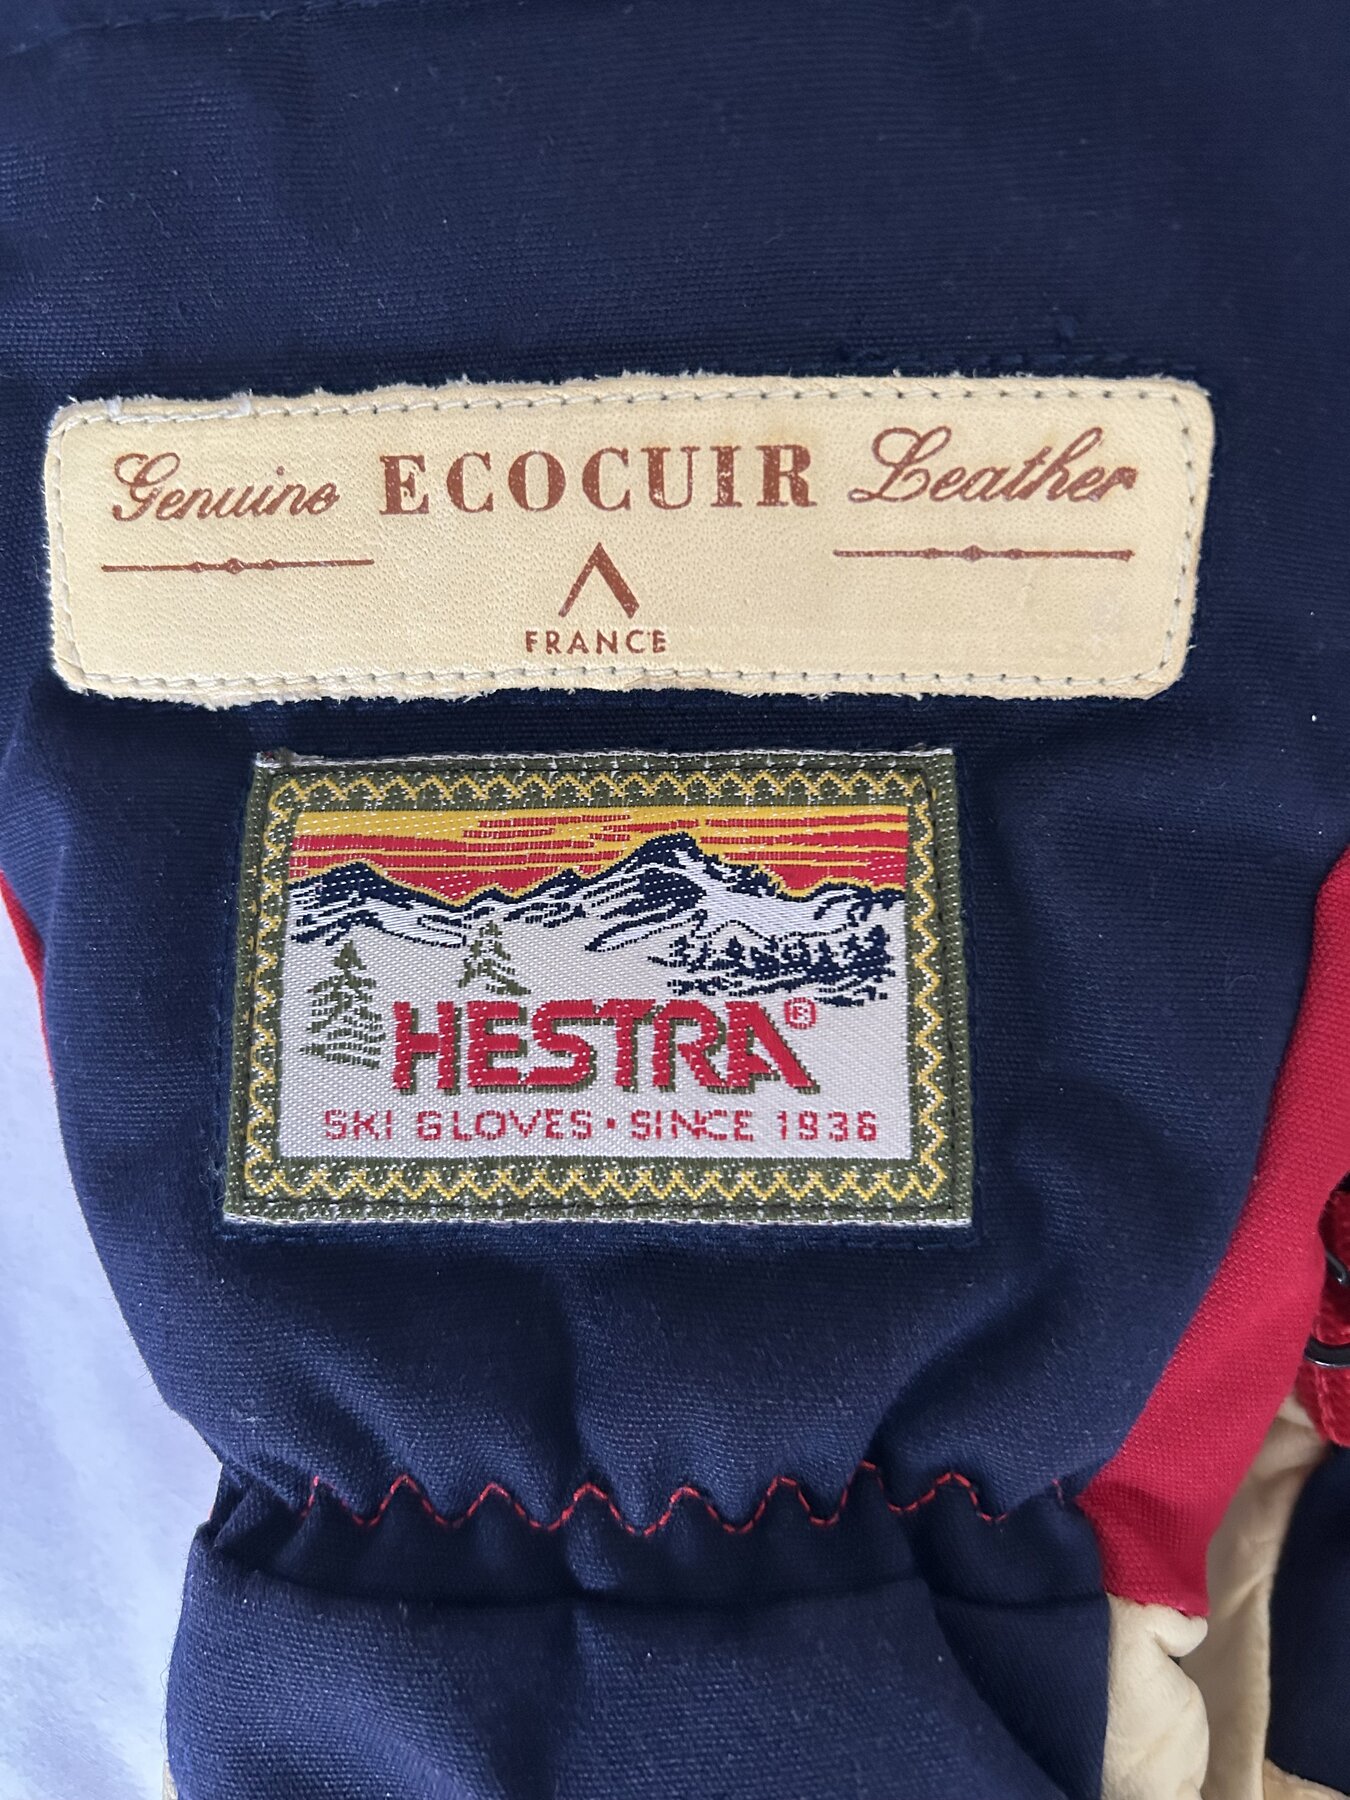 Genuine ECOCUIR Leather
FRANCE
HESTRA®
SKI GLOVES · SINCE 1936